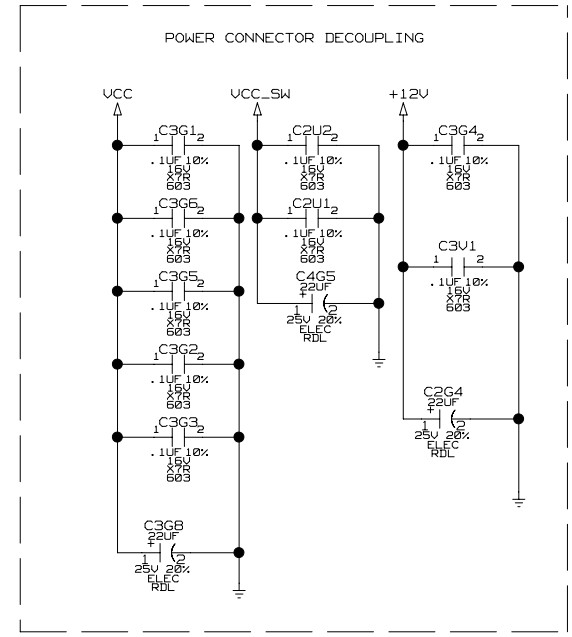 POWER CONNECTOR DECOUPLING
VCC
C3G1
1 2
.1UF 10%
16V
X7R
603
C3G6
1 2
.1UF 10%
16V
X7R
603
C3G5
1 2
.1UF 10%
16V
X7R
603
C3G2
1 2
.1UF 10%
16V
X7R
603
C3G3
1 2
.1UF 10%
16V
X7R
603
C3G8
22UF
+
1 2
25V 20%
ELEC
RDL
VCC_SW
C2U2
1 2
.1UF 10%
16V
X7R
603
C2U1
1 2
.1UF 10%
16V
X7R
603
C4G5
22UF
+
1 2
25V 20%
ELEC
RDL
+12V
C3G4
1 2
.1UF 10%
16V
X7R
603
C3V1
1 2
.1UF 10%
16V
X7R
603
C2G4
22UF
+
1 2
25V 20%
ELEC
RDL